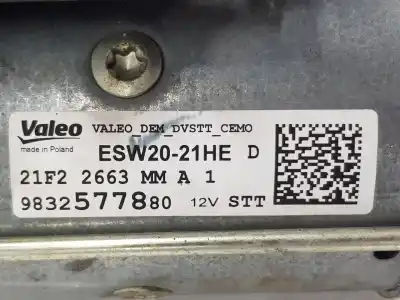 Valeo VALEO_DEM_DVSTT_CEMO
made in Poland
ESW20-21HE D
21F2 2663 MM A 1
9832577880 12V STT